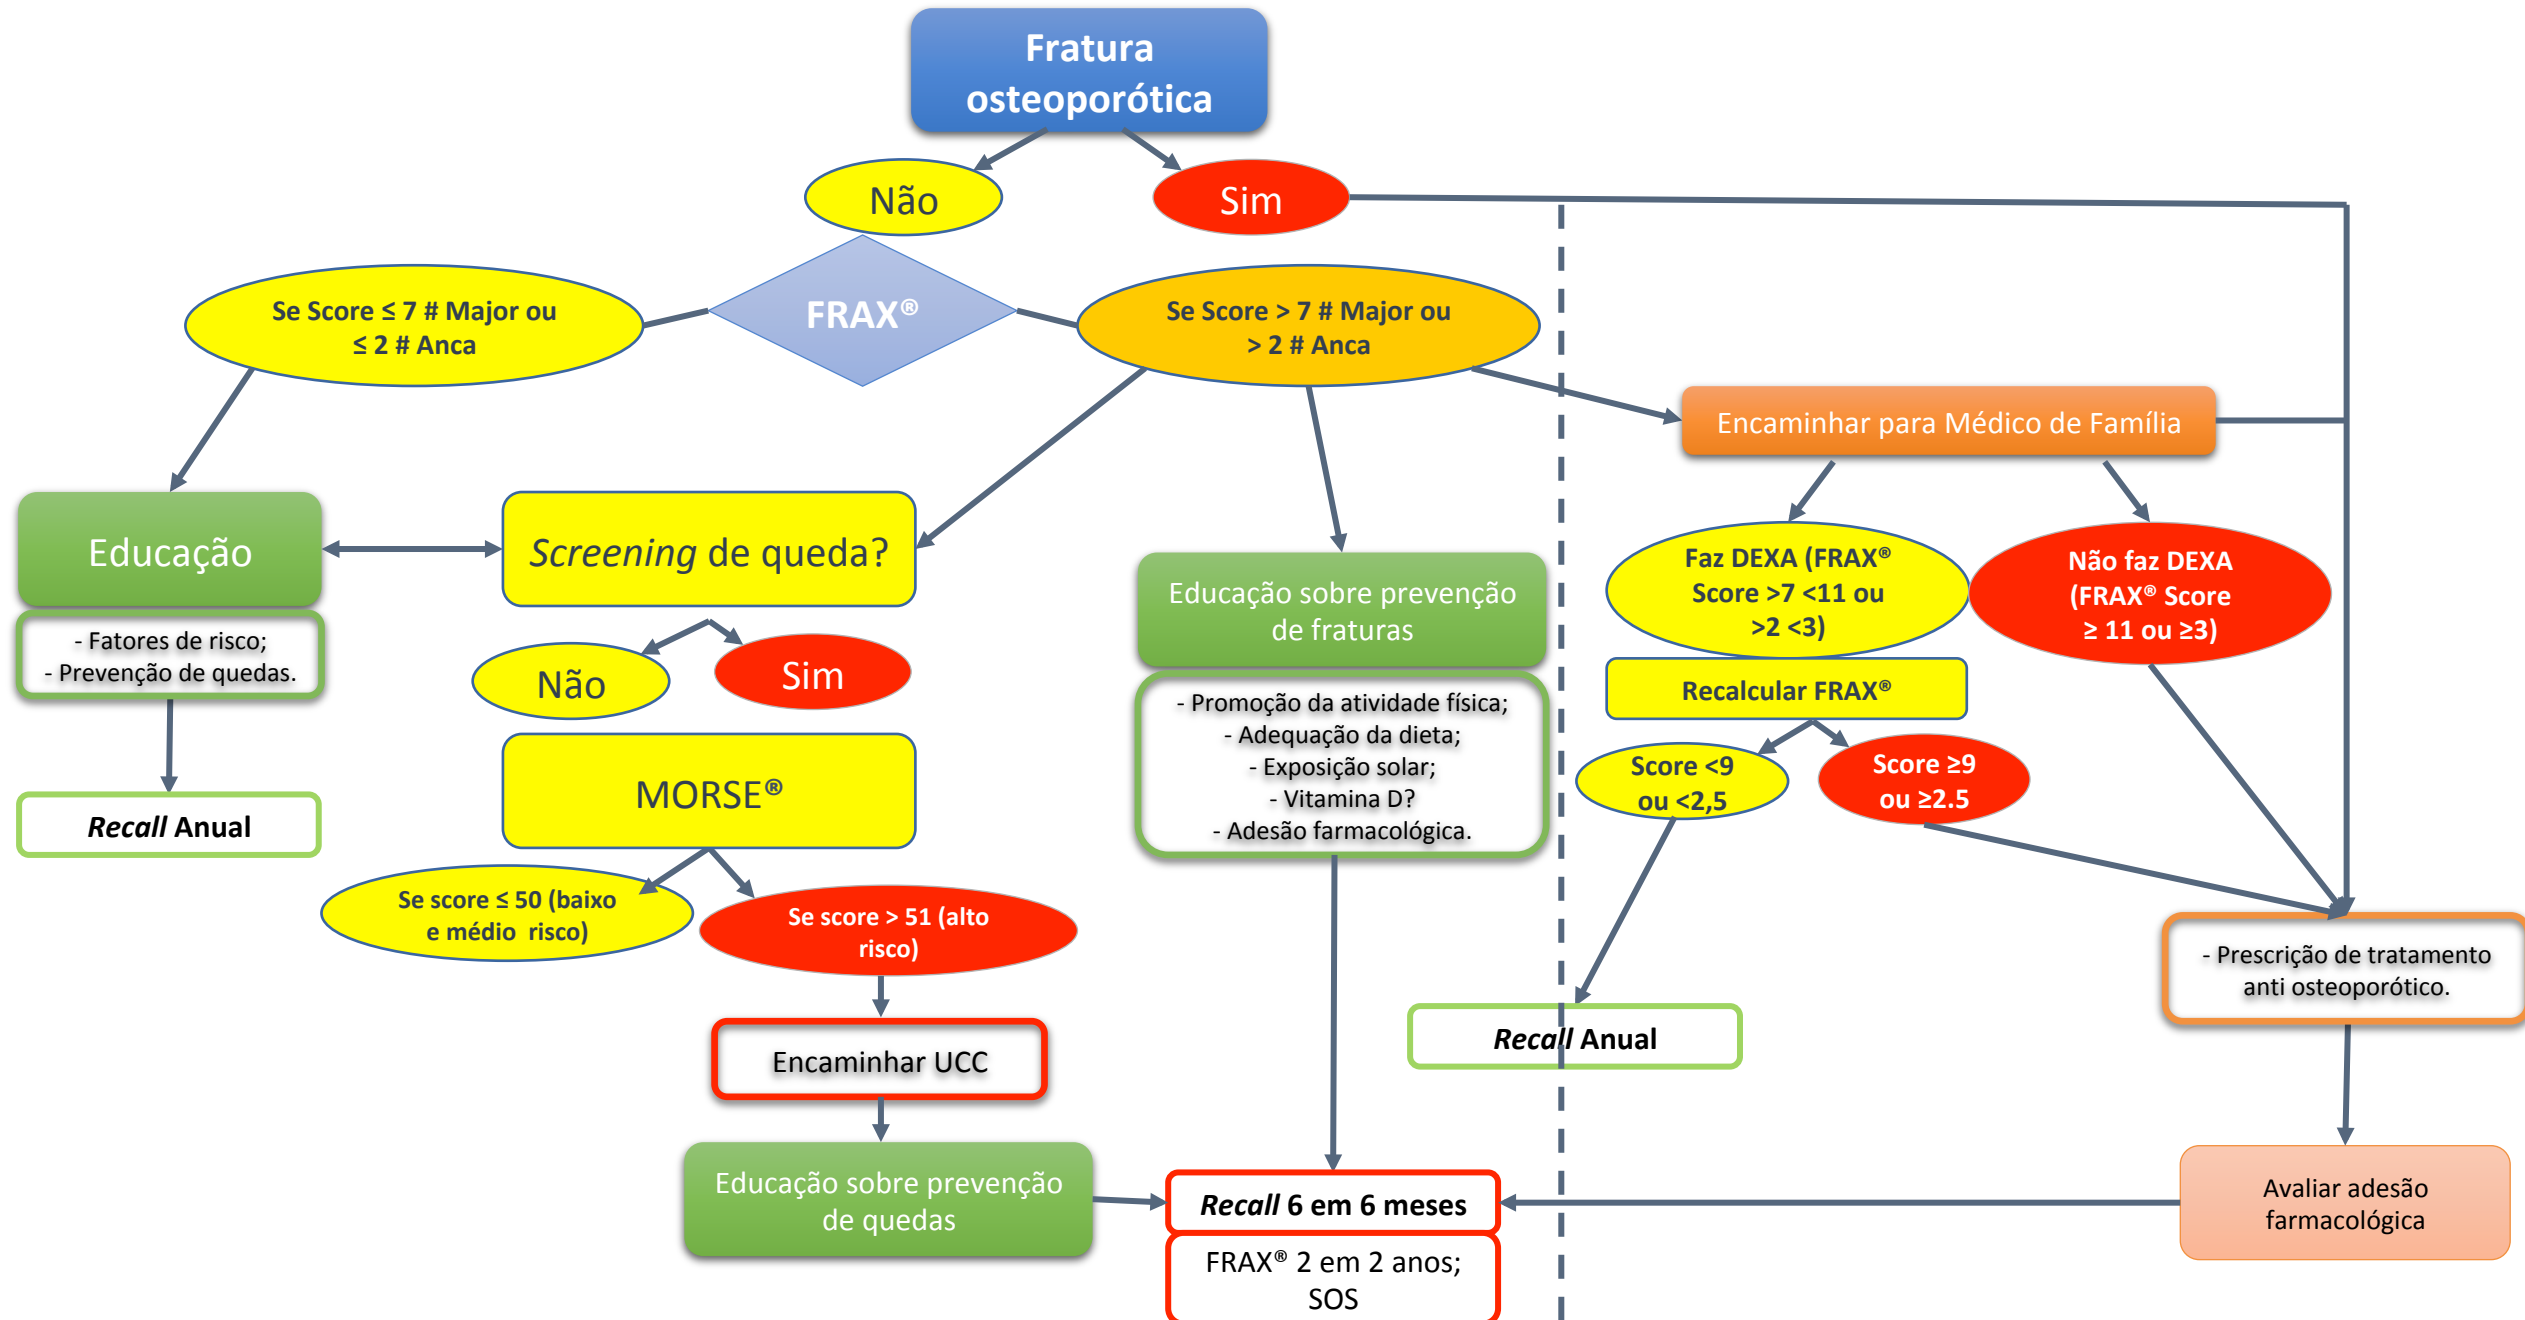 Fratura
osteoporótica
Não
Sim
FRAX®
Se Score ≤ 7 # Major ou
≤ 2 # Anca
Se Score > 7 # Major ou
> 2 # Anca
Encaminhar para Médico de Família
Educação
- Fatores de risco;
- Prevenção de quedas.
Recall Anual
Screening de queda?
Não
Sim
MORSE®
Se score ≤ 50 (baixo
e médio risco)
Se score > 51 (alto
risco)
Encaminhar UCC
Educação sobre prevenção
de quedas
Educação sobre prevenção
de fraturas
- Promoção da atividade física;
- Adequação da dieta;
- Exposição solar;
- Vitamina D?
- Adesão farmacológica.
Recall 6 em 6 meses
FRAX® 2 em 2 anos;
SOS
Faz DEXA (FRAX®
Score >7 <11 ou
>2 <3)
Não faz DEXA
(FRAX® Score
≥ 11 ou ≥3)
Recalcular FRAX®
Score <9
ou <2,5
Score ≥9
ou ≥2.5
Recall Anual
- Prescrição de tratamento
anti osteoporótico.
Avaliar adesão
farmacológica